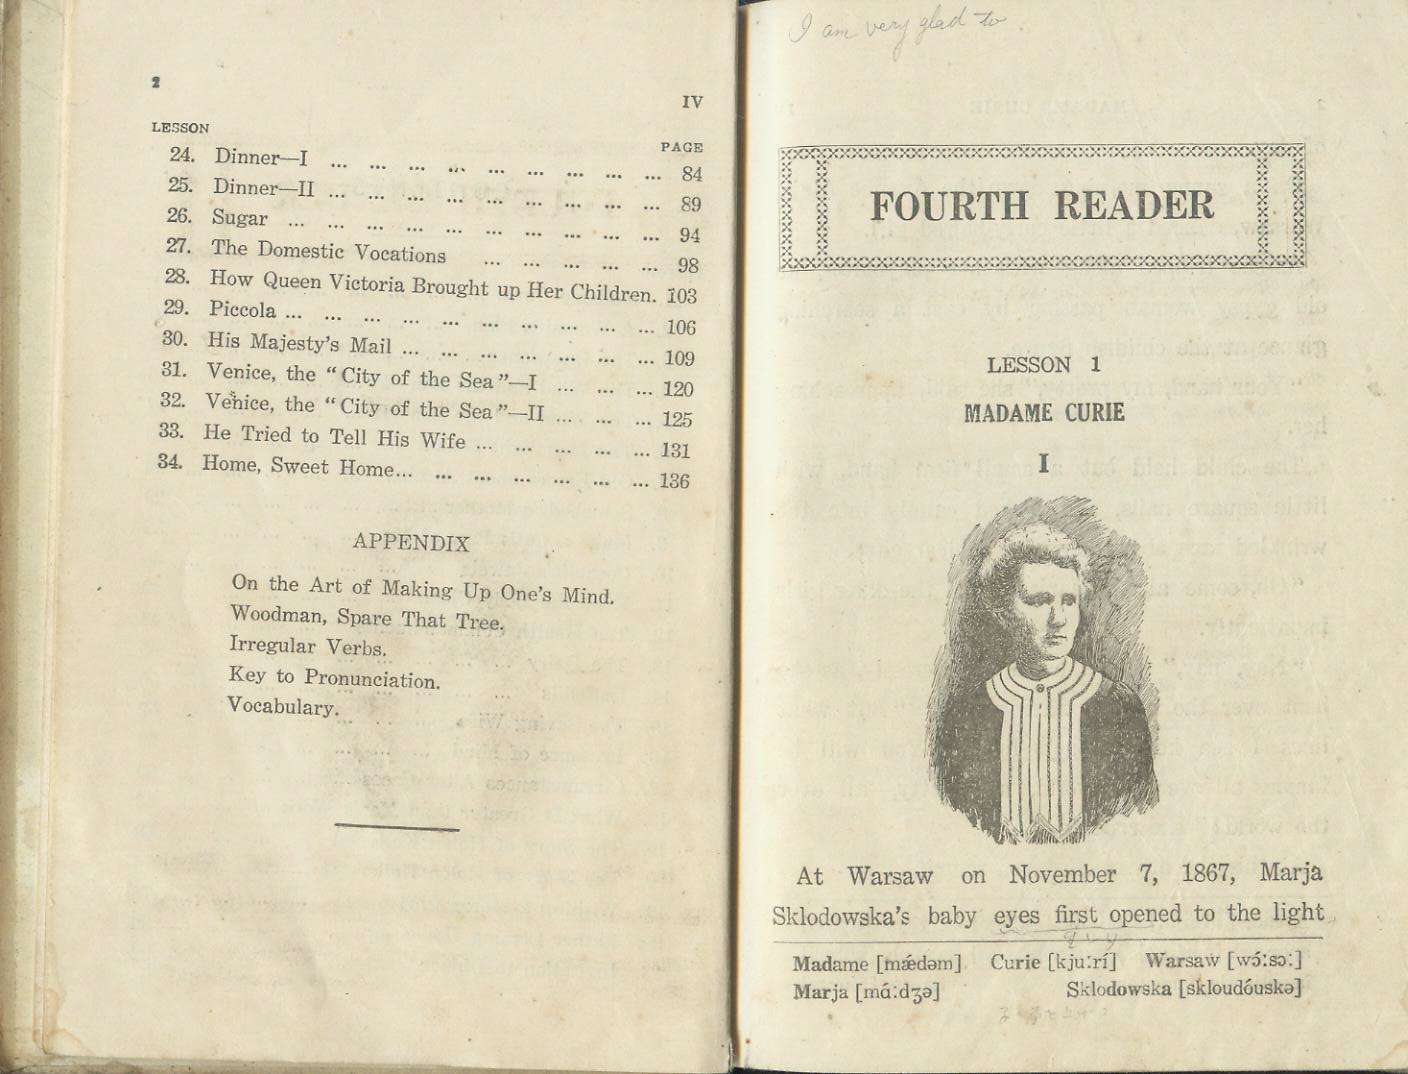 2
IV
LESSON
PAGE
24. Dinner—I ... ... ... ... ... ... ... ... ... 84
25. Dinner—II ... ... ... ... ... ... ... ... ... 89
26. Sugar ... ... ... ... ... ... ... ... ... ... 94
27. The Domestic Vocations ... ... ... ... ... 98
28. How Queen Victoria Brought up Her Children. 103
29. Piccola ... ... ... ... ... ... ... ... ... ... 106
30. His Majesty's Mail ... ... ... ... ... ... ... 109
31. Venice, the "City of the Sea"—I ... ... ... 120
32. Venice, the "City of the Sea"—II ... ... ... 125
33. He Tried to Tell His Wife ... ... ... ... ... 131
34. Home, Sweet Home... ... ... ... ... ... ... 136
APPENDIX
On the Art of Making Up One's Mind.
Woodman, Spare That Tree.
Irregular Verbs.
Key to Pronunciation.
Vocabulary.
I am very glad to
FOURTH READER
LESSON 1
MADAME CURIE
I
At Warsaw on November 7, 1867, Marja
Sklodowska's baby eyes first opened to the light
Madame [mǽdəm] Curie [kjuːrí] Warsaw [wɔ́ːsɔː]
Marja [mɑ́ːdʒə] Sklodowska [skloudóuskə]